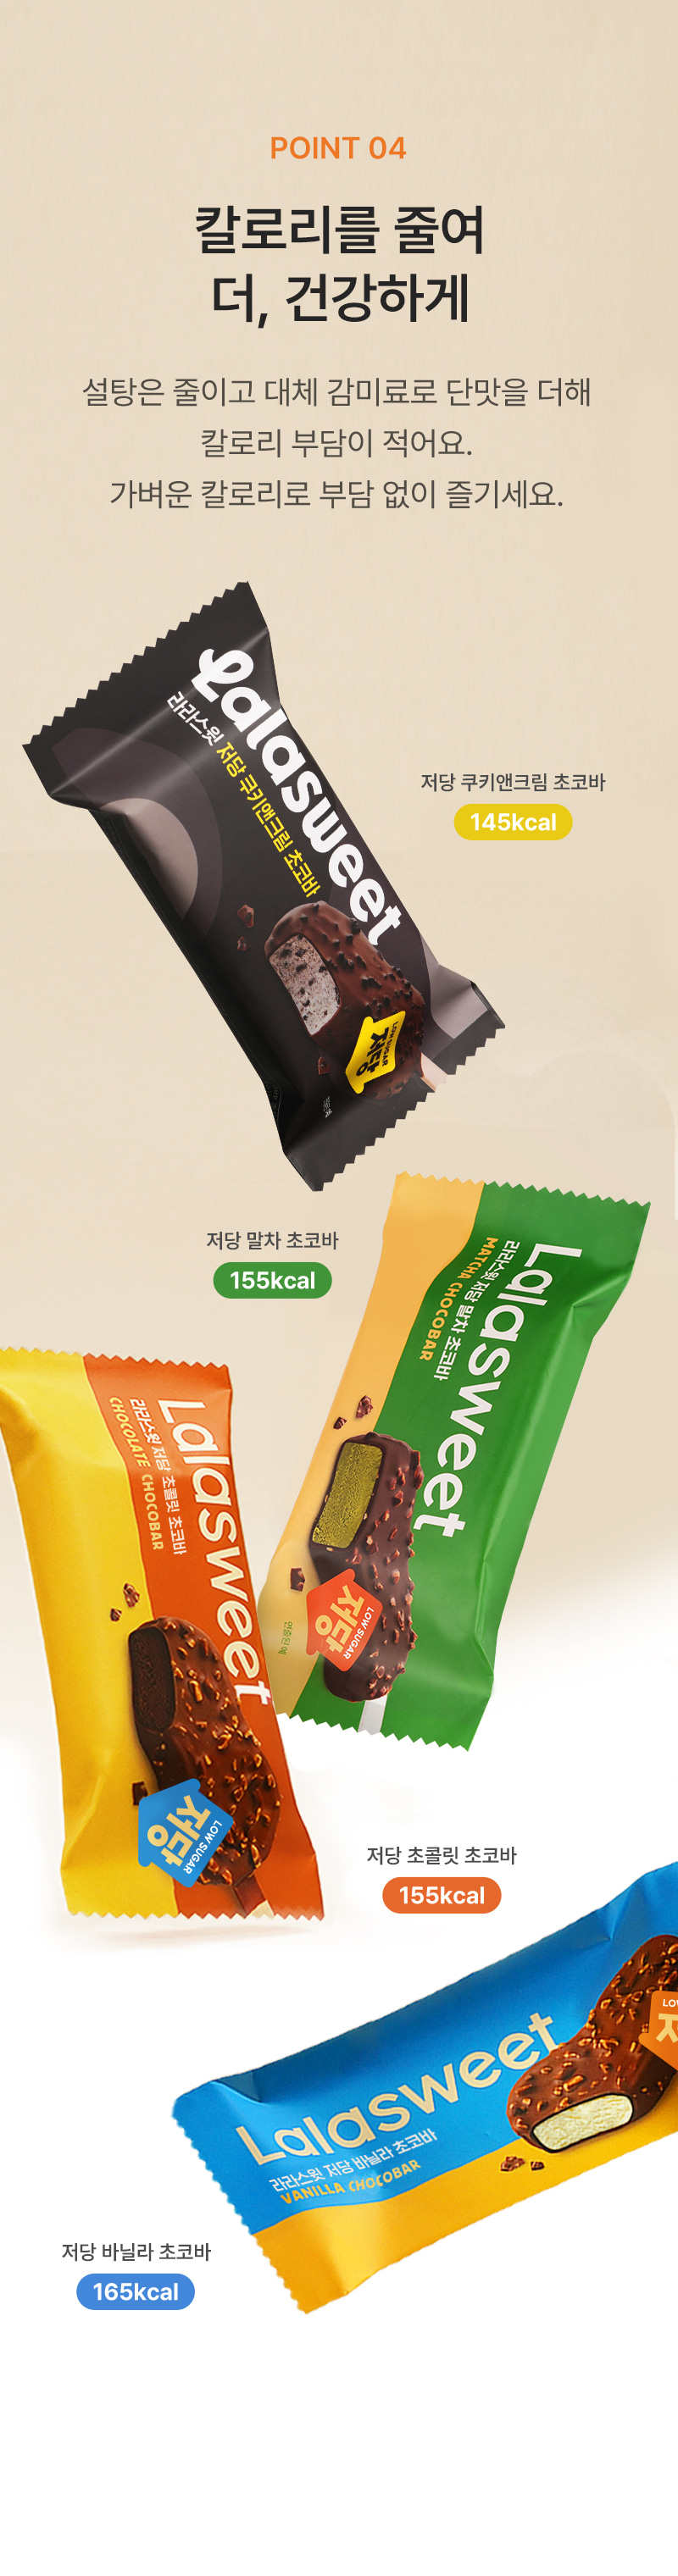 POINT 04
칼로리를 줄여
더, 건강하게
설탕은 줄이고 대체 감미료로 단맛을 더해
칼로리 부담이 적어요.
가벼운 칼로리로 부담 없이 즐기세요.
Lalasweet
라라스윗 저당 쿠키앤크림 초코바
LOW SUGAR
저당
저당 쿠키앤크림 초코바
145kcal
저당 말차 초코바
155kcal
Lalasweet
라라스윗 저당 말차 초코바
MATCHA CHOCOBAR
저당
LOW SUGAR
연출된 예
Lalasweet
라라스윗 저당 초콜릿 초코바
CHOCOLATE CHOCOBAR
저당
LOW SUGAR
저당 초콜릿 초코바
155kcal
Lalasweet
라라스윗 저당 바닐라 초코바
VANILLA CHOCOBAR
저당 바닐라 초코바
165kcal